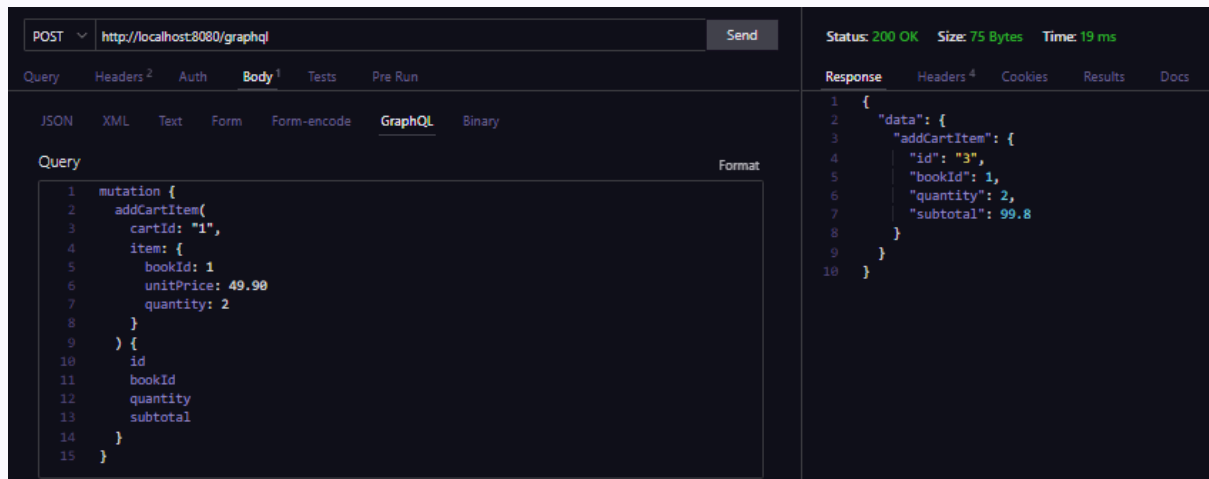 POST http://localhost:8080/graphql Send
Query Headers 2 Auth Body 1 Tests Pre Run
JSON XML Text Form Form-encode GraphQL Binary
Query Format
1 mutation {
2 addCartItem(
3 cartId: "1",
4 item: {
5 bookId: 1
6 unitPrice: 49.90
7 quantity: 2
8 }
9 ) {
10 id
11 bookId
12 quantity
13 subtotal
14 }
15 }
Status: 200 OK Size: 75 Bytes Time: 19 ms
Response Headers 4 Cookies Results Docs
1 {
2 "data": {
3 "addCartItem": {
4 "id": "3",
5 "bookId": 1,
6 "quantity": 2,
7 "subtotal": 99.8
8 }
9 }
10 }